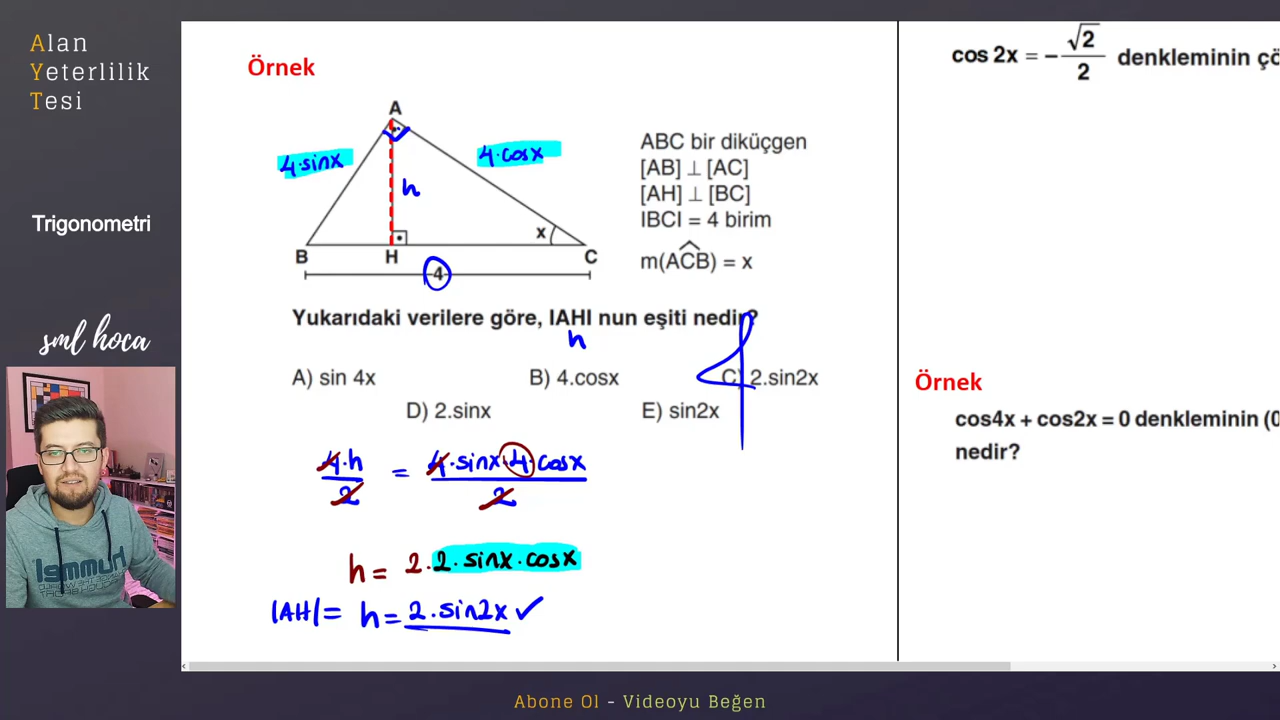 Alan
Yeterlilik
Tesi
Trigonometri
sml hoca
Örnek
A
4.sinx
4.cosx
h
x
B
H
C
4
ABC bir diküçgen
[AB] ⊥ [AC]
[AH] ⊥ [BC]
IBCI = 4 birim
m(ACB) = x
Yukarıdaki verilere göre, IAHI nun eşiti nedir?
h
A) sin 4x B) 4.cosx C) 2.sin2x
D) 2.sinx E) sin2x
4.h/2 = 4.sinx.4.cosx/2
h = 2.2.sinx.cosx
|AH| = h = 2.sin2x ✓
cos 2x = -√2/2 denkleminin çö
Örnek
cos4x + cos2x = 0 denkleminin (0
nedir?
Abone Ol - Videoyu Beğen